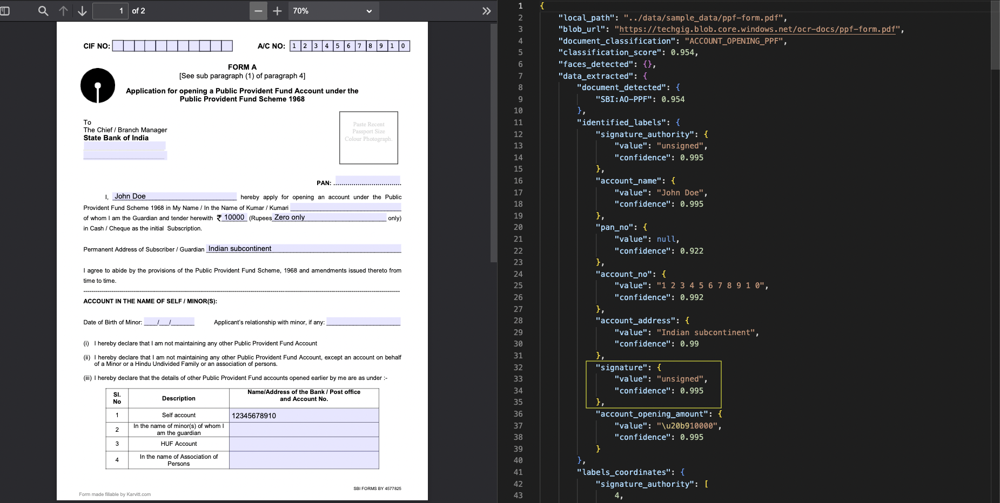 1 of 2 70%
CIF NO: A/C NO: 1 2 3 4 5 6 7 8 9 1 0
FORM A
[See sub paragraph (1) of paragraph 4]
Application for opening a Public Provident Fund Account under the
Public Provident Fund Scheme 1968
To
The Chief / Branch Manager
State Bank of India
Paste Recent
Passport Size
Colour Photograph.
PAN: ..................................
I, John Doe hereby apply for opening an account under the Public
Provident Fund Scheme 1968 in My Name / In the Name of Kumar / Kumari
of whom I am the Guardian and tender herewith ₹ 10000 (Rupees Zero only only)
in Cash / Cheque as the initial Subscription.
Permanent Address of Subscriber / Guardian Indian subcontinent
I agree to abide by the provisions of the Public Provident Fund Scheme, 1968 and amendments issued thereto from
time to time.
ACCOUNT IN THE NAME OF SELF / MINOR(S):
Date of Birth of Minor: ____/___/_______ Applicant's relationship with minor, if any:
(i) I hereby declare that I am not maintaining any other Public Provident Fund Account
(ii) I hereby declare that I am not maintaining any other Public Provident Fund Account, except an account on behalf
of a Minor or a Hindu Undivided Family or an association of persons.
(iii) I hereby declare that the details of other Public Provident Fund accounts opened earlier by me are as under :-
Sl. No Description Name/Address of the Bank / Post office and Account No.
1 Self account 12345678910
2 In the name of minor(s) of whom I am the guardian
3 HUF Account
4 In the name of Association of Persons
SBI FORMS BY 4577825
Form made fillable by Karvitt.com
1 {
2 "local_path": "../data/sample_data/ppf-form.pdf",
3 "blob_url": "https://techgig.blob.core.windows.net/ocr-docs/ppf-form.pdf",
4 "document_classification": "ACCOUNT_OPENING_PPF",
5 "classification_score": 0.954,
6 "faces_detected": {},
7 "data_extracted": {
8 "document_detected": {
9 "SBI:AO-PPF": 0.954
10 },
11 "identified_labels": {
12 "signature_authority": {
13 "value": "unsigned",
14 "confidence": 0.995
15 },
16 "account_name": {
17 "value": "John Doe",
18 "confidence": 0.995
19 },
20 "pan_no": {
21 "value": null,
22 "confidence": 0.922
23 },
24 "account_no": {
25 "value": "1 2 3 4 5 6 7 8 9 1 0",
26 "confidence": 0.992
27 },
28 "account_address": {
29 "value": "Indian subcontinent",
30 "confidence": 0.99
31 },
32 "signature": {
33 "value": "unsigned",
34 "confidence": 0.995
35 },
36 "account_opening_amount": {
37 "value": "\u20b910000",
38 "confidence": 0.995
39 }
40 },
41 "labels_coordinates": {
42 "signature_authority": [
43 4,